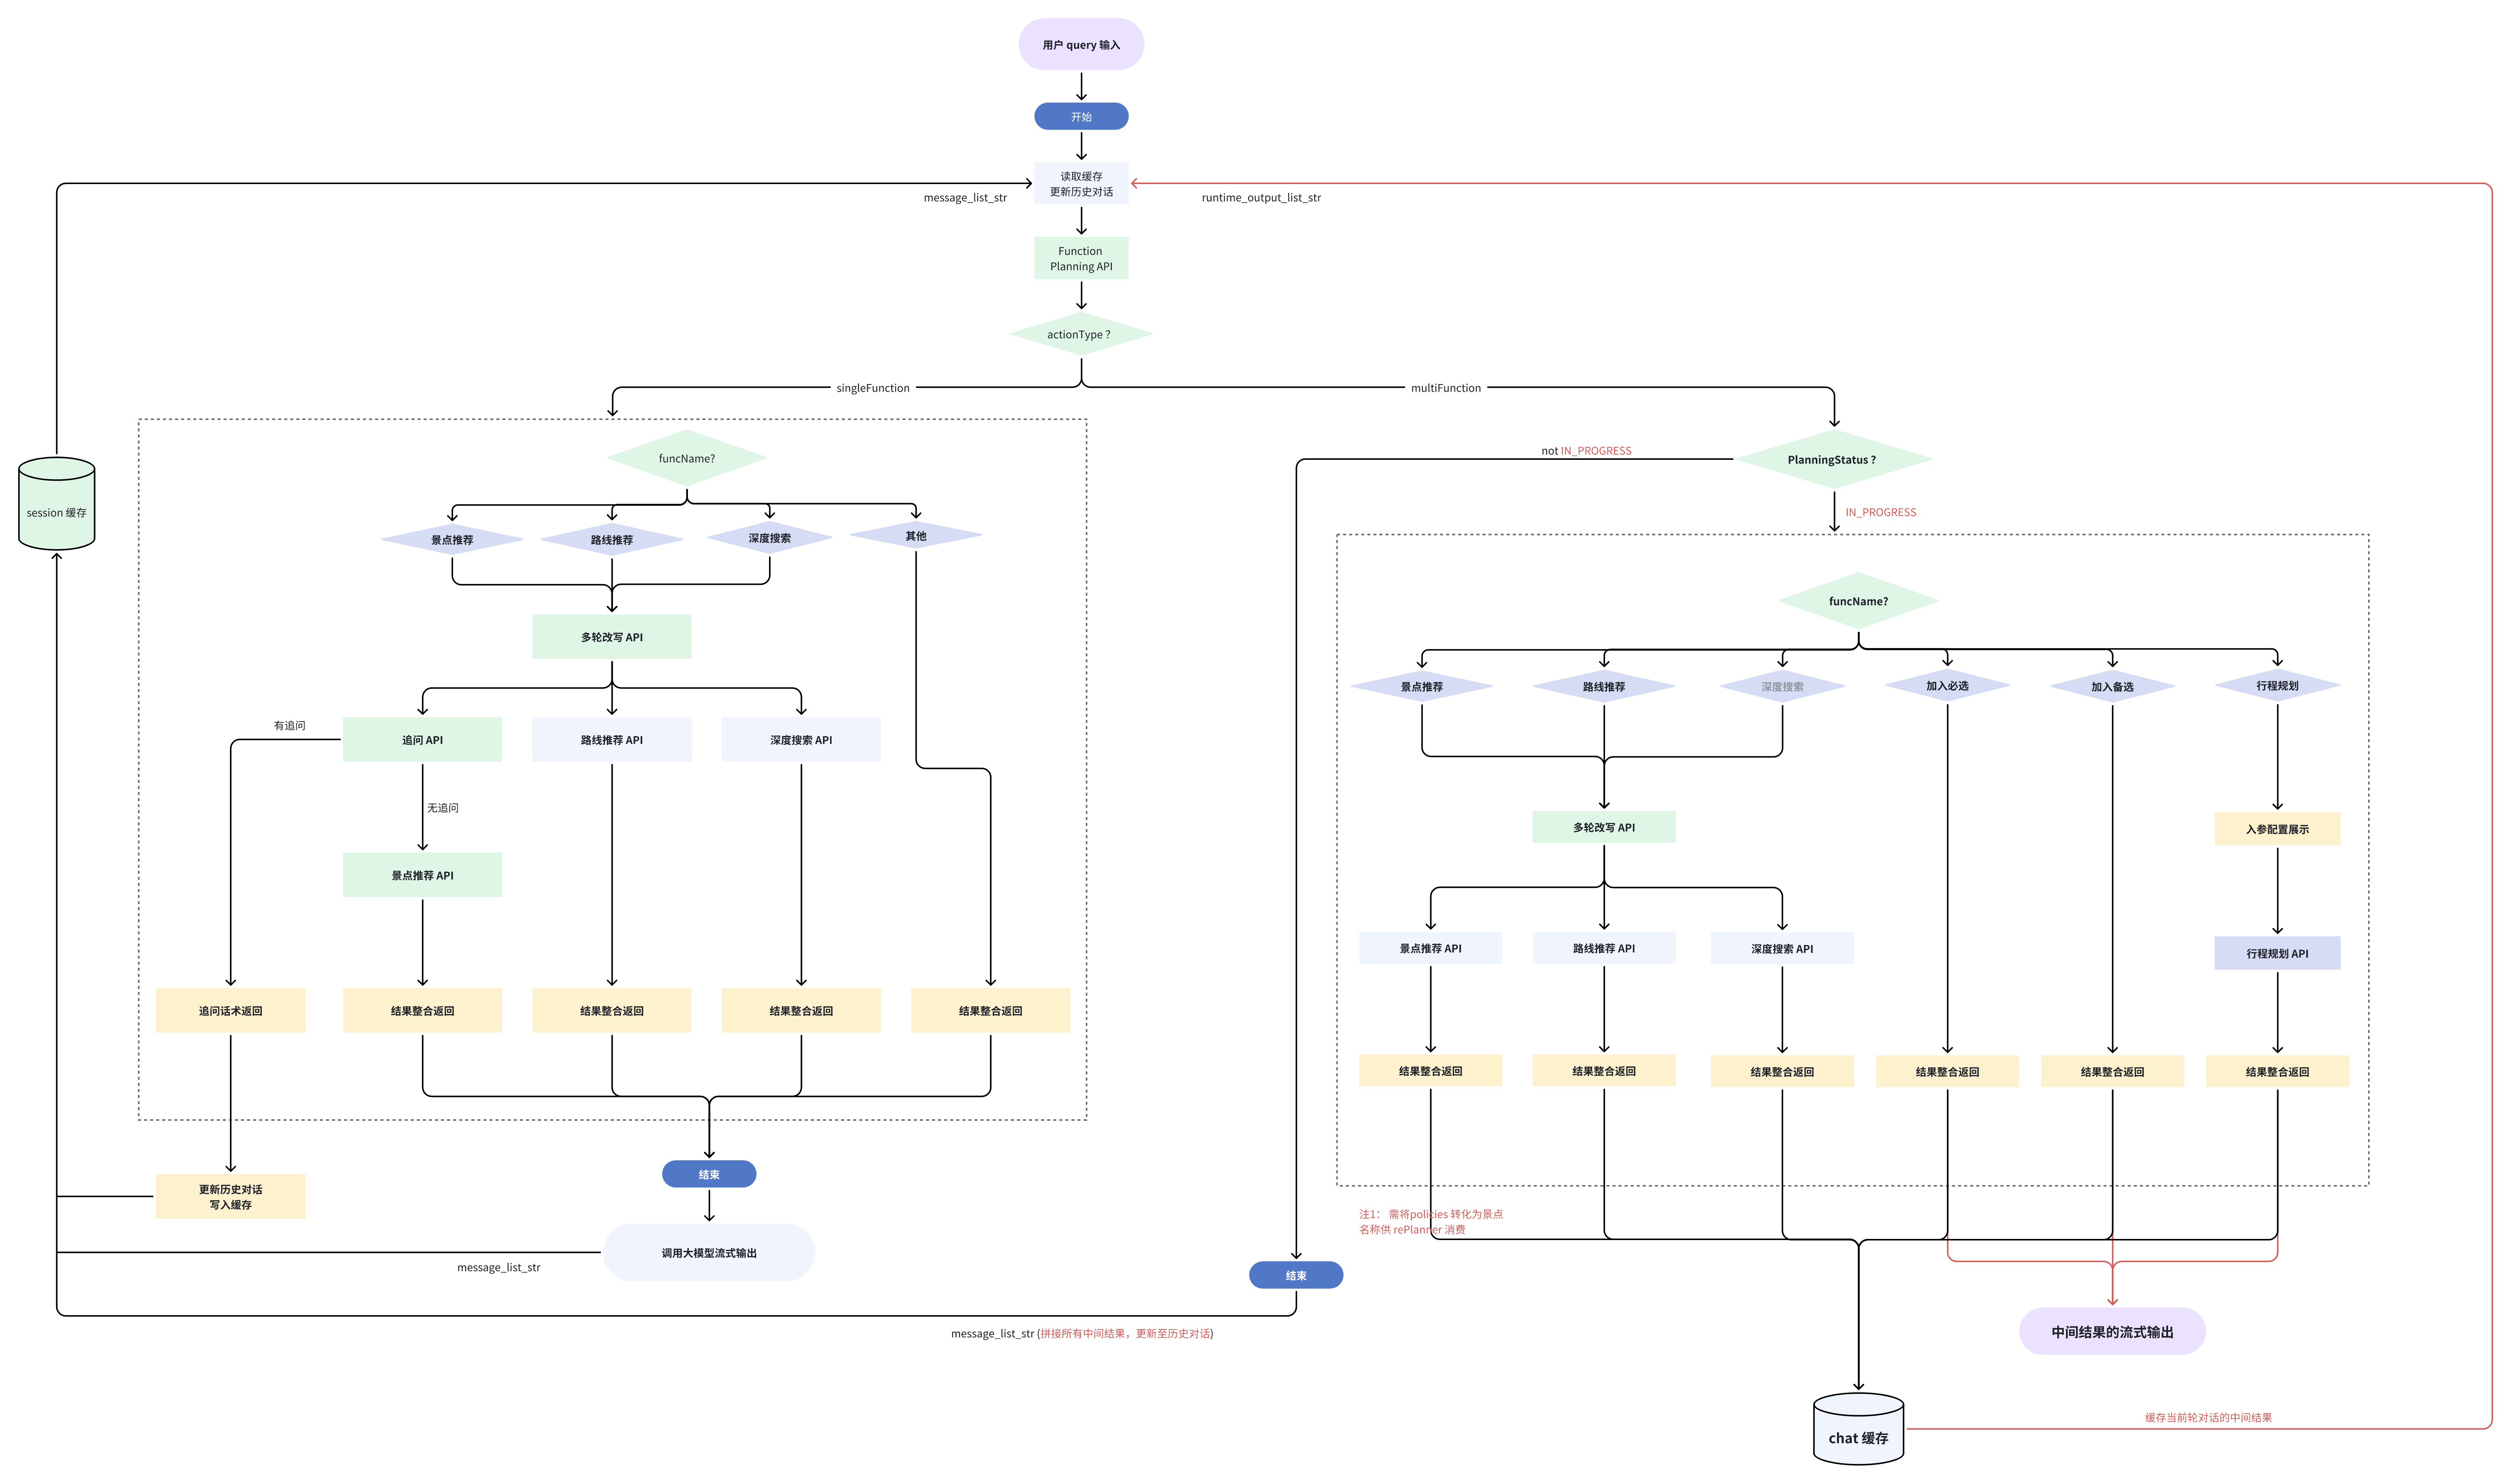 用户 query 输入
开始
读取缓存
更新历史对话
message_list_str
runtime_output_list_str
Function
Planning API
actionType ?
singleFunction
multiFunction
funcName?
景点推荐
路线推荐
深度搜索
其他
session 缓存
多轮改写 API
有追问
追问 API
路线推荐 API
深度搜索 API
无追问
景点推荐 API
追问话术返回
结果整合返回
结果整合返回
结果整合返回
结果整合返回
结束
更新历史对话
写入缓存
调用大模型流式输出
message_list_str
not IN_PROGRESS
PlanningStatus ?
IN_PROGRESS
funcName?
景点推荐
路线推荐
深度搜索
加入必选
加入备选
行程规划
多轮改写 API
入参配置展示
景点推荐 API
路线推荐 API
深度搜索 API
行程规划 API
结果整合返回
结果整合返回
结果整合返回
结果整合返回
结果整合返回
结果整合返回
注1： 需将policies 转化为景点
名称供 rePlanner 消费
结束
message_list_str (拼接所有中间结果，更新至历史对话)
中间结果的流式输出
chat 缓存
缓存当前轮对话的中间结果